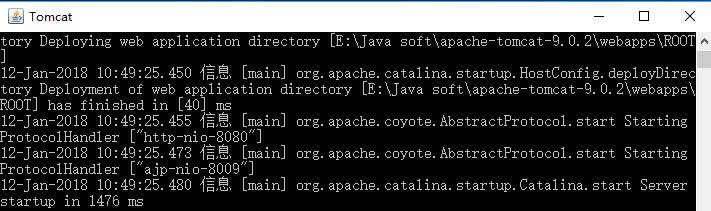 Tomcat
tory Deploying web application directory [E:\Java soft\apache-tomcat-9.0.2\webapps\ROOT
]
12-Jan-2018 10:49:25.450 信息 [main] org.apache.catalina.startup.HostConfig.deployDirec
tory Deployment of web application directory [E:\Java soft\apache-tomcat-9.0.2\webapps\
ROOT] has finished in [40] ms
12-Jan-2018 10:49:25.455 信息 [main] org.apache.coyote.AbstractProtocol.start Starting
ProtocolHandler ["http-nio-8080"]
12-Jan-2018 10:49:25.473 信息 [main] org.apache.coyote.AbstractProtocol.start Starting
ProtocolHandler ["ajp-nio-8009"]
12-Jan-2018 10:49:25.480 信息 [main] org.apache.catalina.startup.Catalina.start Server
startup in 1476 ms